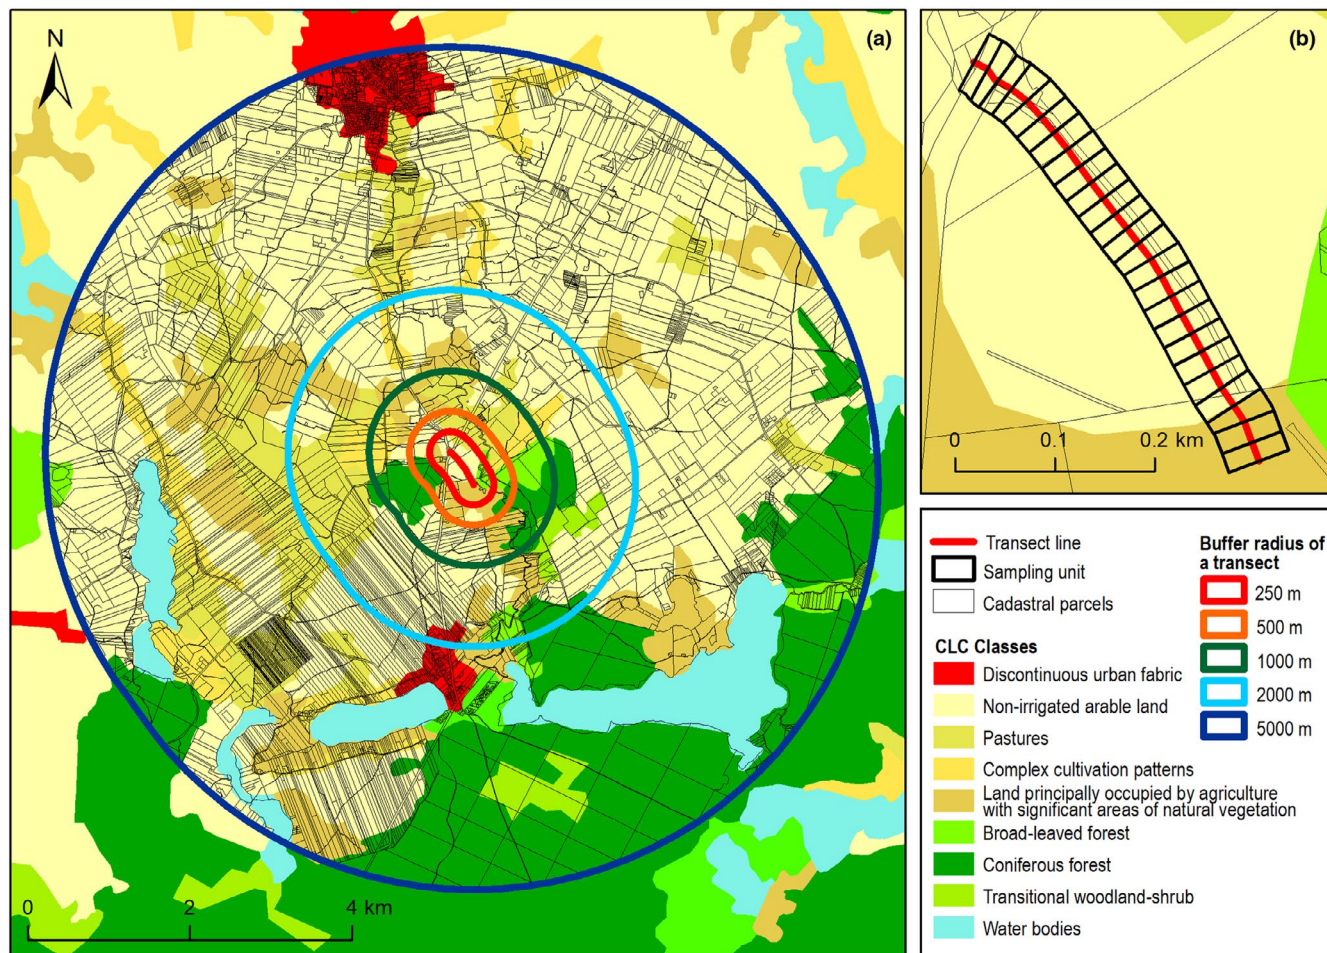 N
(a)
0
2
4 km
(b)
0
0.1
0.2 km
Transect line
Sampling unit
Cadastral parcels
CLC Classes
Discontinuous urban fabric
Non-irrigated arable land
Pastures
Complex cultivation patterns
Land principally occupied by agriculture
with significant areas of natural vegetation
Broad-leaved forest
Coniferous forest
Transitional woodland-shrub
Water bodies
Buffer radius of
a transect
250 m
500 m
1000 m
2000 m
5000 m